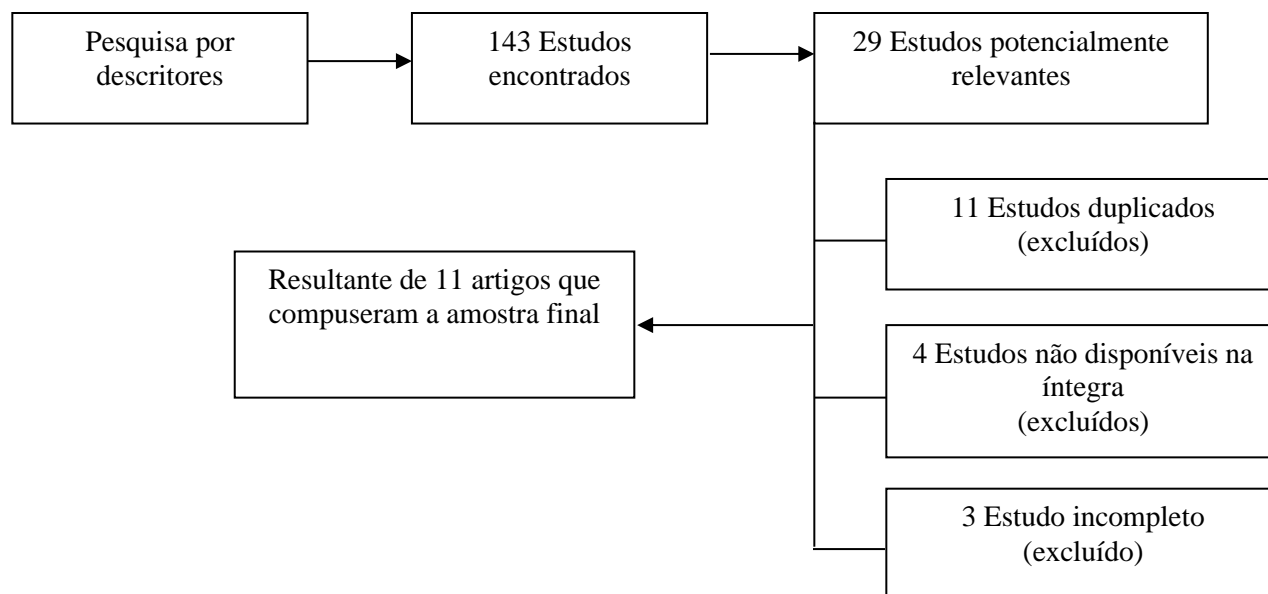 Pesquisa por
descritores
143 Estudos
encontrados
29 Estudos potencialmente
relevantes
11 Estudos duplicados
(excluídos)
Resultante de 11 artigos que
compuseram a amostra final
4 Estudos não disponíveis na
íntegra
(excluídos)
3 Estudo incompleto
(excluído)